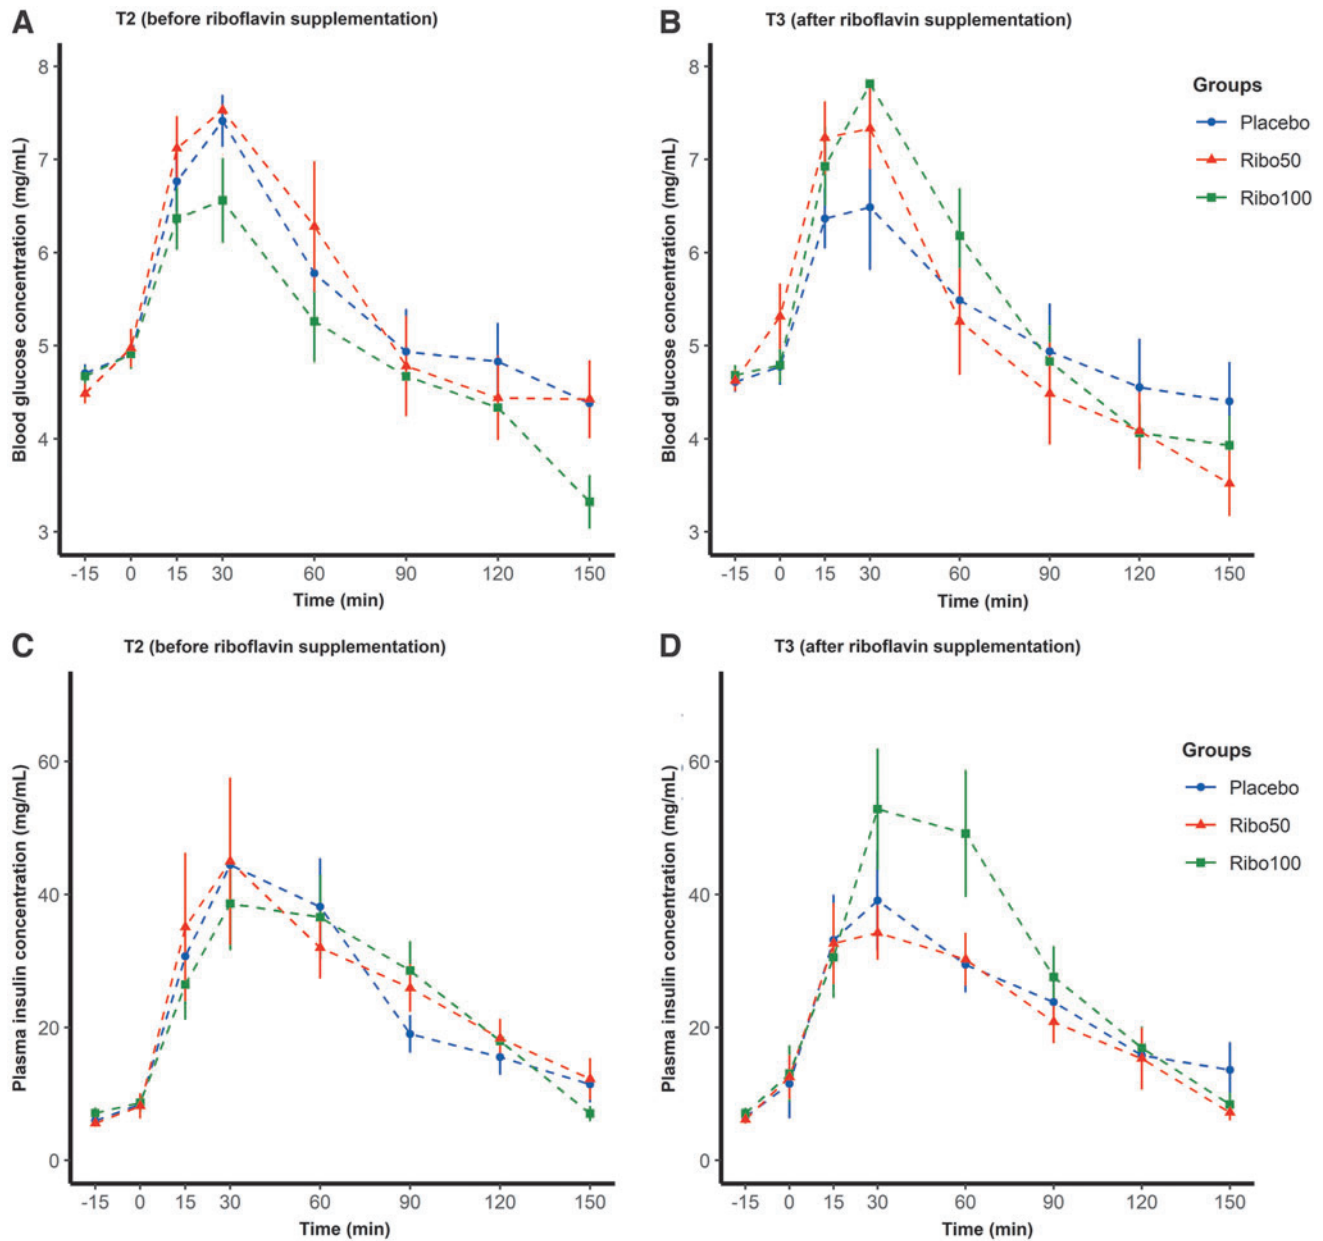 A T2 (before riboflavin supplementation)
Blood glucose concentration (mg/mL)
8
7
6
5
4
3
-15 0 15 30 60 90 120 150
Time (min)
B T3 (after riboflavin supplementation)
Blood glucose concentration (mg/mL)
8
7
6
5
4
3
-15 0 15 30 60 90 120 150
Time (min)
Groups
Placebo
Ribo50
Ribo100
C T2 (before riboflavin supplementation)
Plasma insulin concentration (mg/mL)
60
40
20
0
-15 0 15 30 60 90 120 150
Time (min)
D T3 (after riboflavin supplementation)
Plasma insulin concentration (mg/mL)
60
40
20
0
-15 0 15 30 60 90 120 150
Time (min)
Groups
Placebo
Ribo50
Ribo100